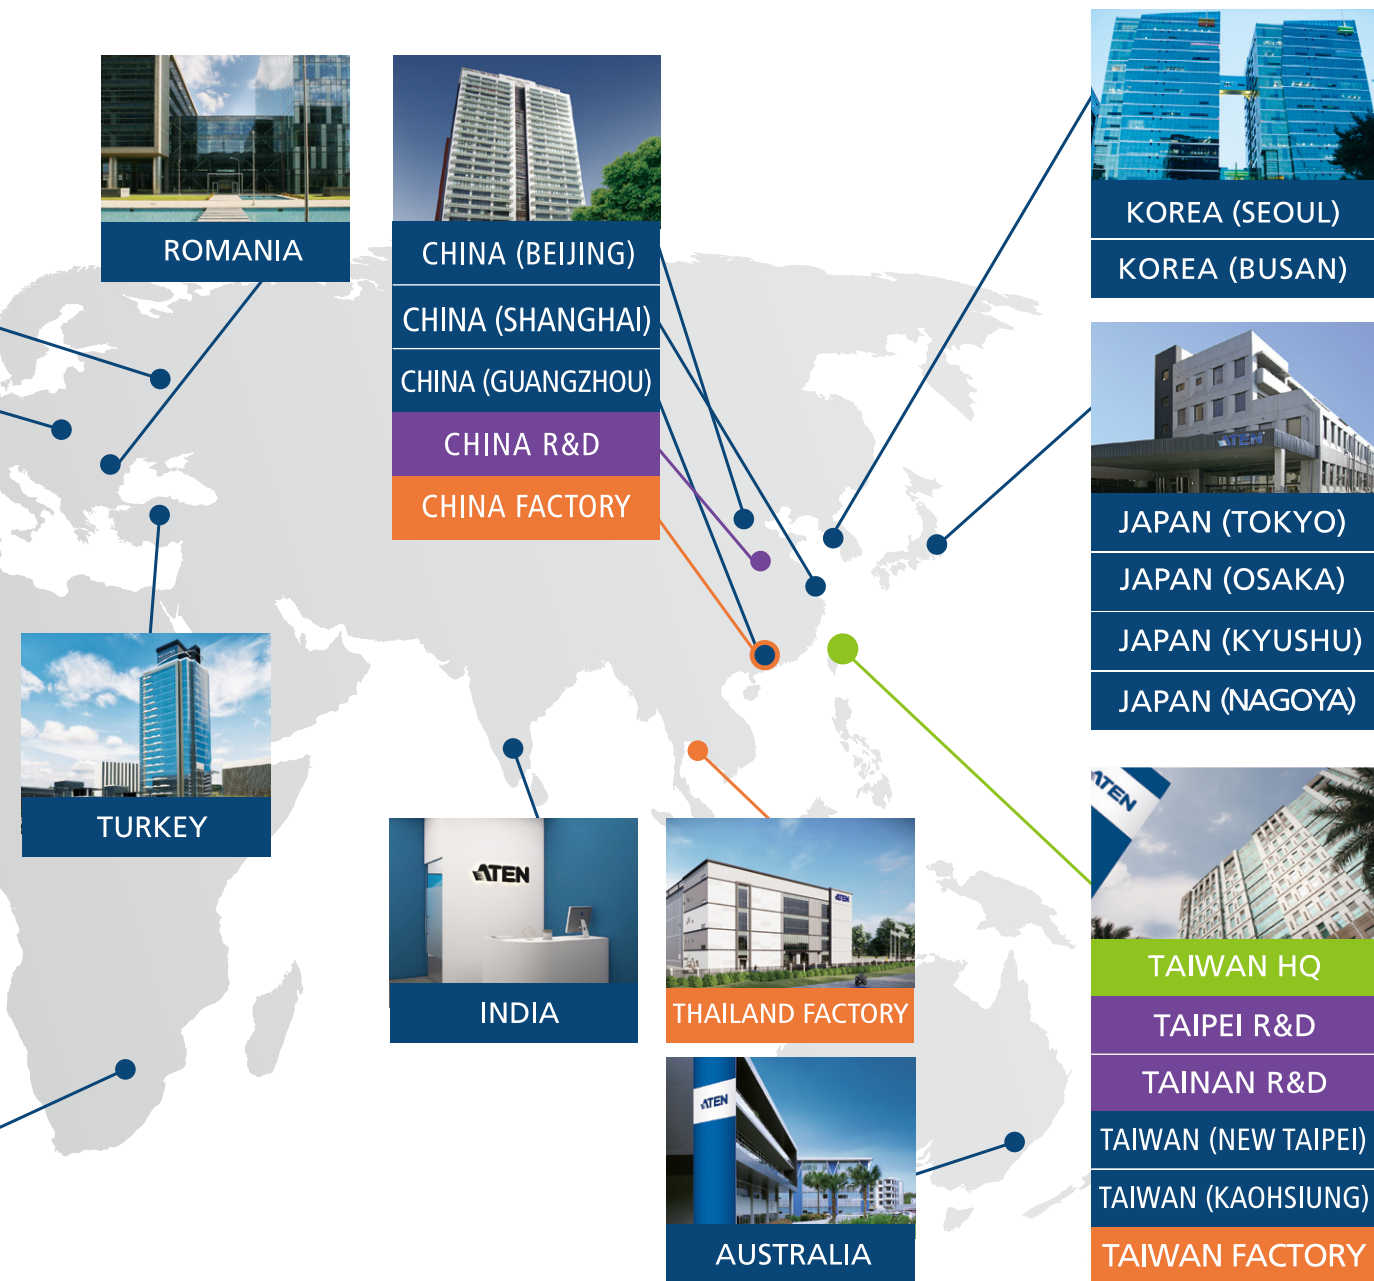 ROMANIA
CHINA (BEIJING)
CHINA (SHANGHAI)
CHINA (GUANGZHOU)
CHINA R&D
CHINA FACTORY
KOREA (SEOUL)
KOREA (BUSAN)
ATEN
JAPAN (TOKYO)
JAPAN (OSAKA)
JAPAN (KYUSHU)
JAPAN (NAGOYA)
TURKEY
ATEN
INDIA
ATEN
THAILAND FACTORY
ATEN
AUSTRALIA
ATEN
TAIWAN HQ
TAIPEI R&D
TAINAN R&D
TAIWAN (NEW TAIPEI)
TAIWAN (KAOHSIUNG)
TAIWAN FACTORY